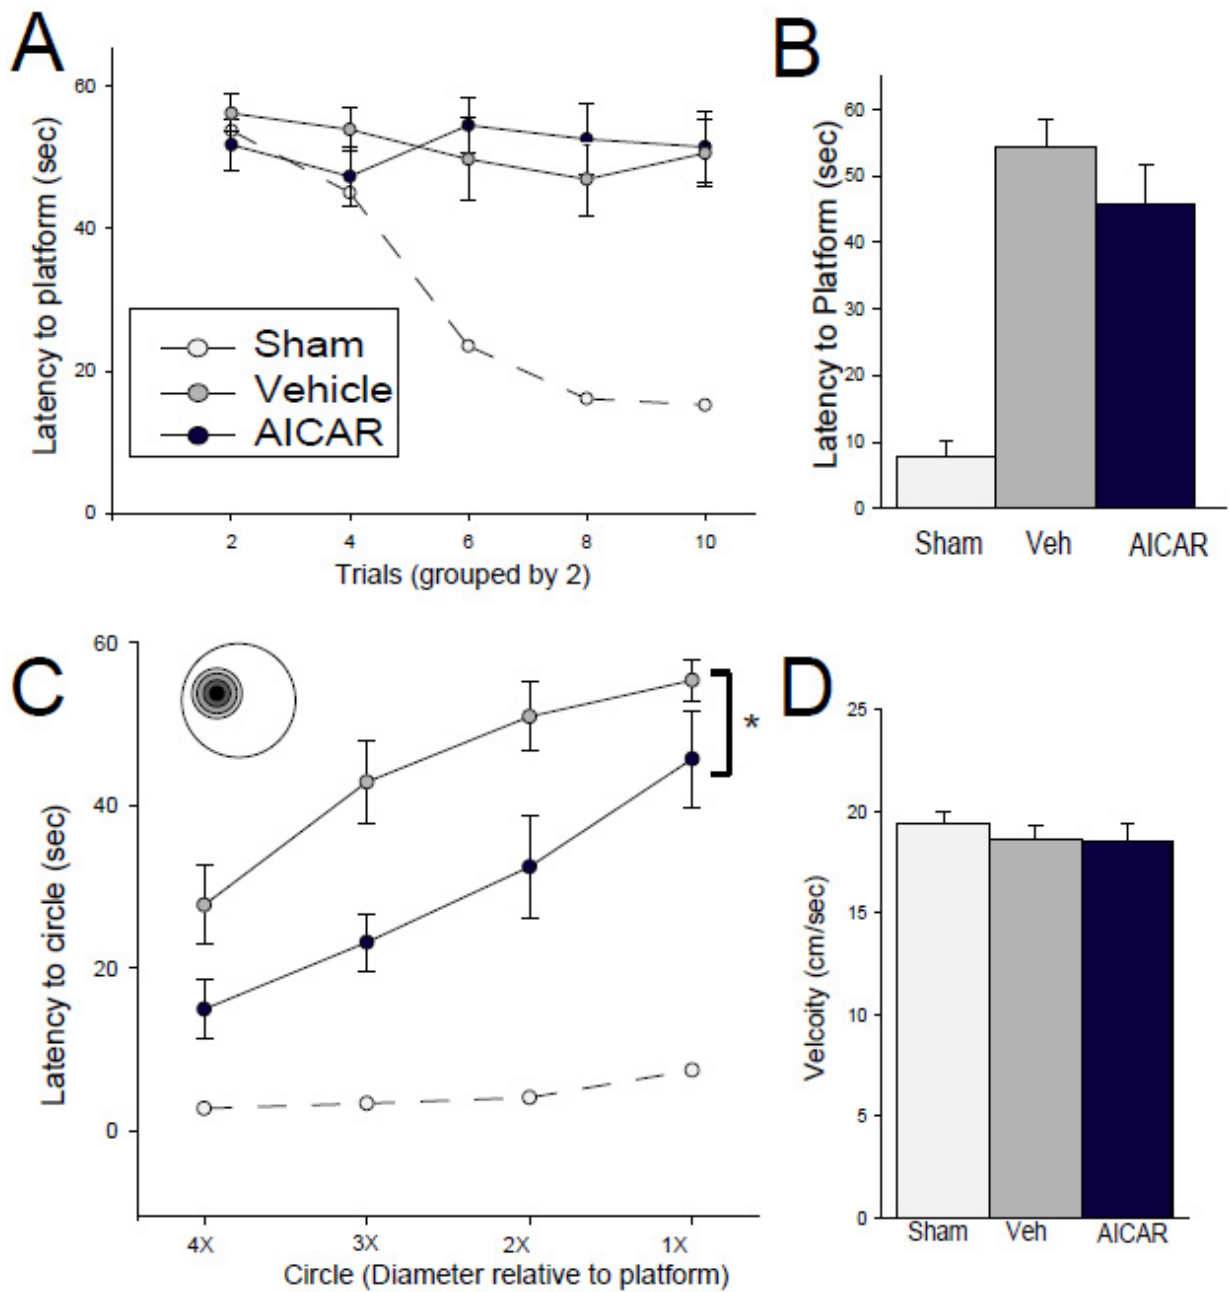 A
60
40
20
0
Latency to platform (sec)
Sham
Vehicle
AICAR
2 4 6 8 10
Trials (grouped by 2)
B
60
50
40
50
30
20
10
0
Latency to Platform (sec)
Sham Veh AICAR
C
60
40
20
0
Latency to circle (sec)
*
4X 3X 2X 1X
Circle (Diameter relative to platform)
D
25
20
15
10
5
0
Velcoity (cm/sec)
Sham Veh AICAR